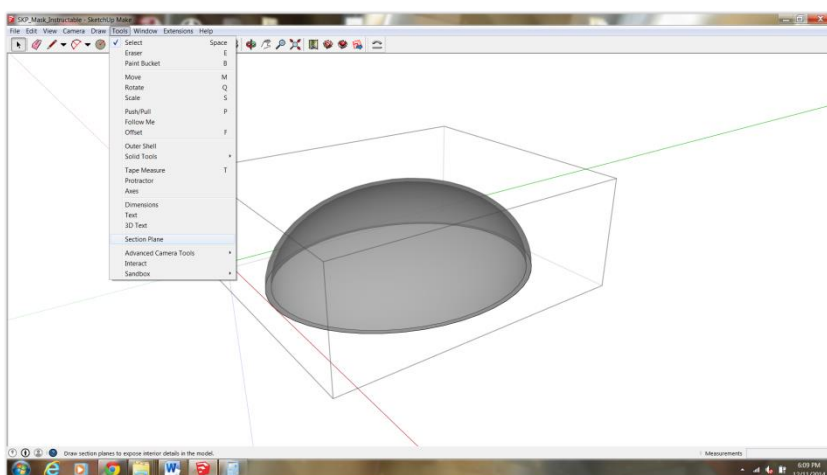 SKP_Mask_Instructable - SketchUp Make
File Edit View Camera Draw Tools Window Extensions Help
Select Space
Eraser E
Paint Bucket B
Move M
Rotate Q
Scale S
Push/Pull P
Follow Me
Offset F
Outer Shell
Solid Tools
Tape Measure T
Protractor
Axes
Dimensions
Text
3D Text
Section Plane
Advanced Camera Tools
Interact
Sandbox
Draw section planes to expose interior details in the model.
Measurements
W
6:09 PM
12/11/2014